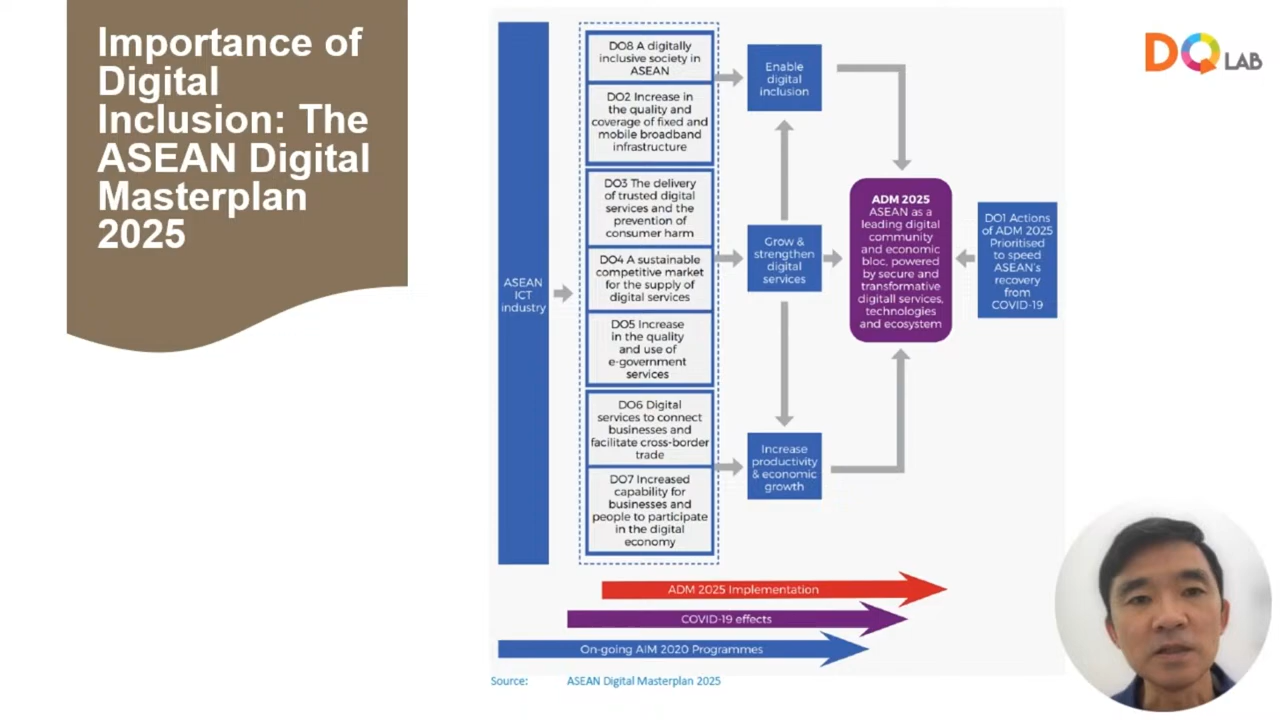 Importance of
Digital
Inclusion: The
ASEAN Digital
Masterplan
2025
DQ LAB
ASEAN
ICT
industry
DO8 A digitally
inclusive society in
ASEAN
DO2 Increase in
the quality and
coverage of fixed and
mobile broadband
infrastructure
DO3 The delivery
of trusted digital
services and the
prevention of
consumer harm
DO4 A sustainable
competitive market
for the supply of
digital services
DO5 Increase
in the quality
and use of
e-government
services
DO6 Digital
services to connect
businesses and
facilitate cross-border
trade
DO7 Increased
capability for
businesses and
people to participate
in the digital
economy
Enable
digital
inclusion
Grow &
strengthen
digital
services
Increase
productivity
& economic
growth
ADM 2025
ASEAN as a
leading digital
community
and economic
bloc, powered
by secure and
transformative
digitall services,
technologies
and ecosystem
DO1 Actions
of ADM 2025
Prioritised
to speed
ASEAN's
recovery
from
COVID-19
ADM 2025 Implementation
COVID-19 effects
On-going AIM 2020 Programmes
Source: ASEAN Digital Masterplan 2025